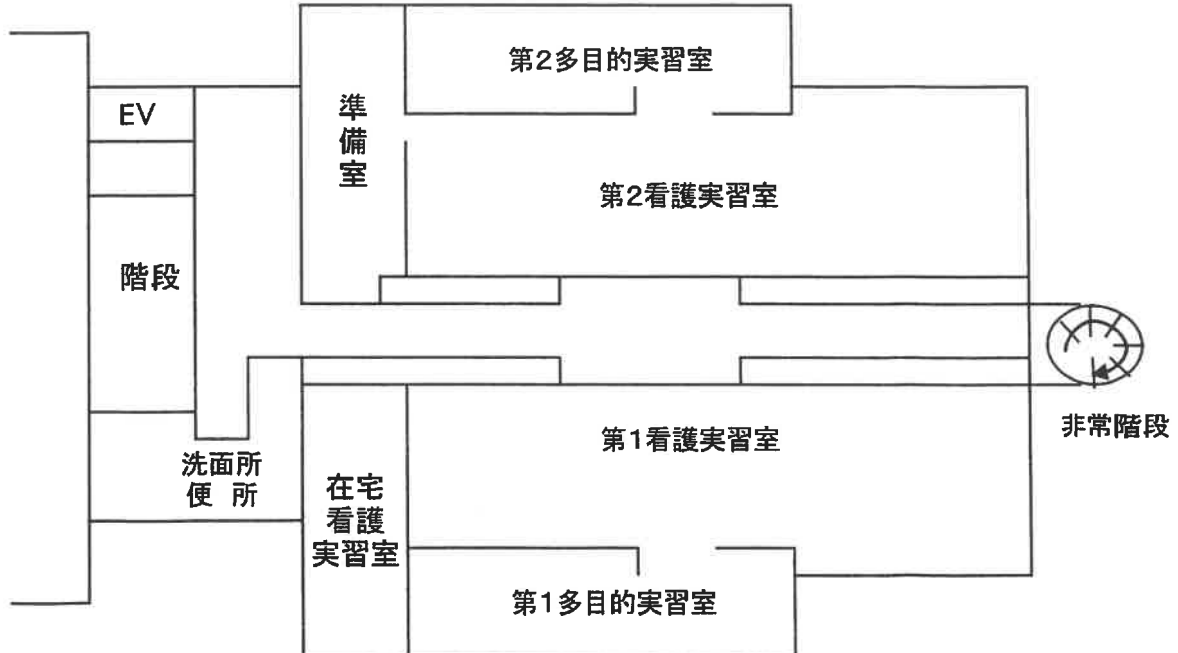 第2多目的実習室
EV
準
備
室
第2看護実習室
階段
非常階段
第1看護実習室
洗面所
便 所
在宅
看護
実習室
第1多目的実習室